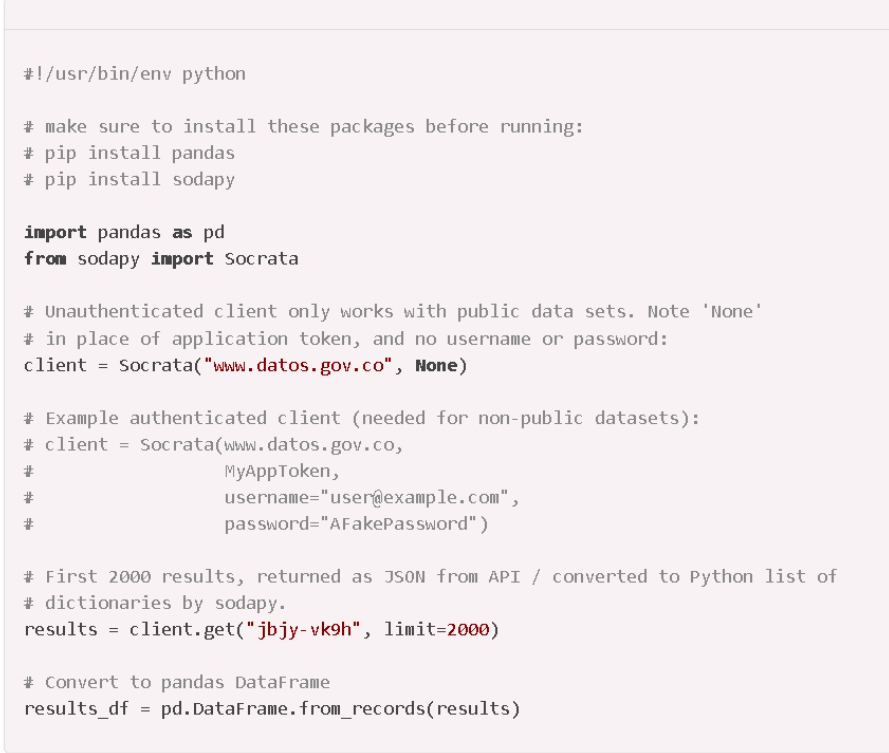 #!/usr/bin/env python
# make sure to install these packages before running:
# pip install pandas
# pip install sodapy
import pandas as pd
from sodapy import Socrata
# Unauthenticated client only works with public data sets. Note 'None'
# in place of application token, and no username or password:
client = Socrata("www.datos.gov.co", None)
# Example authenticated client (needed for non-public datasets):
# client = Socrata(www.datos.gov.co,
#                  MyAppToken,
#                  username="user@example.com",
#                  password="AFakePassword")
# First 2000 results, returned as JSON from API / converted to Python list of
# dictionaries by sodapy.
results = client.get("jbjy-vk9h", limit=2000)
# Convert to pandas DataFrame
results_df = pd.DataFrame.from_records(results)